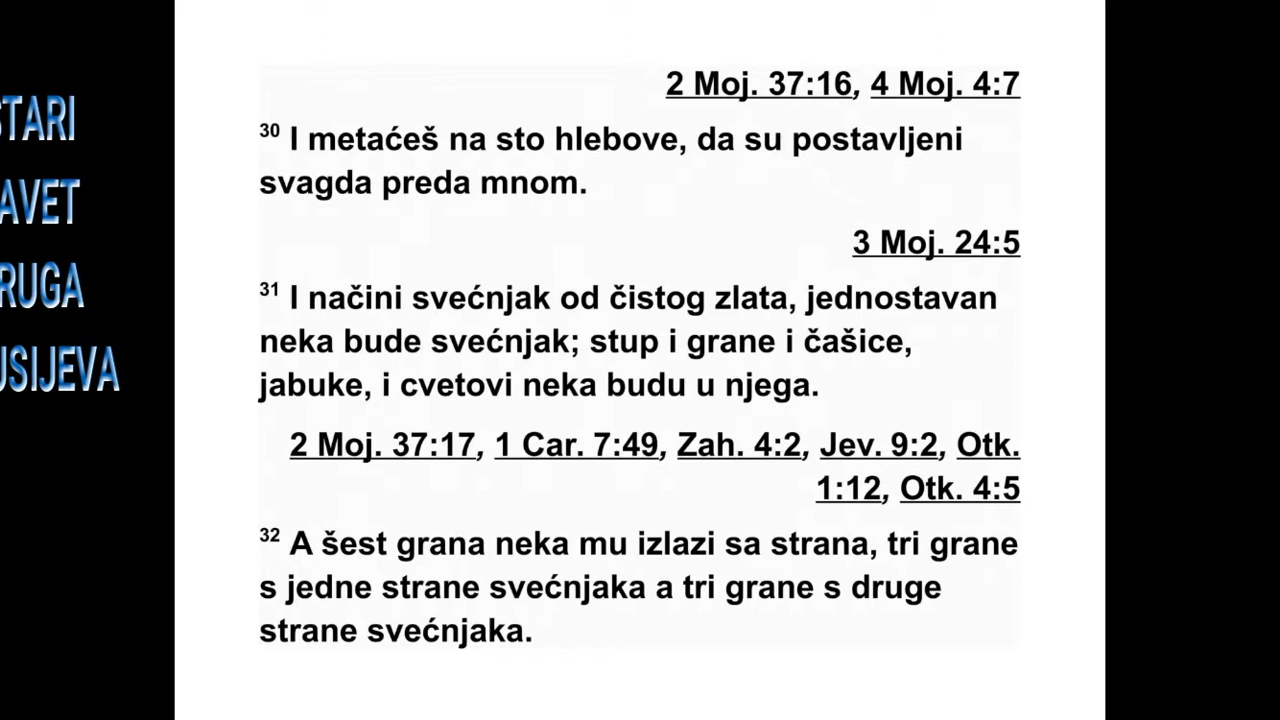 STARI
AVET
RUGA
USIJEVA
2 Moj. 37:16, 4 Moj. 4:7
30 I metaćeš na sto hlebove, da su postavljeni
svagda preda mnom.
3 Moj. 24:5
31 I načini svećnjak od čistog zlata, jednostavan
neka bude svećnjak; stup i grane i čašice,
jabuke, i cvetovi neka budu u njega.
2 Moj. 37:17, 1 Car. 7:49, Zah. 4:2, Jev. 9:2, Otk.
1:12, Otk. 4:5
32 A šest grana neka mu izlazi sa strana, tri grane
s jedne strane svećnjaka a tri grane s druge
strane svećnjaka.